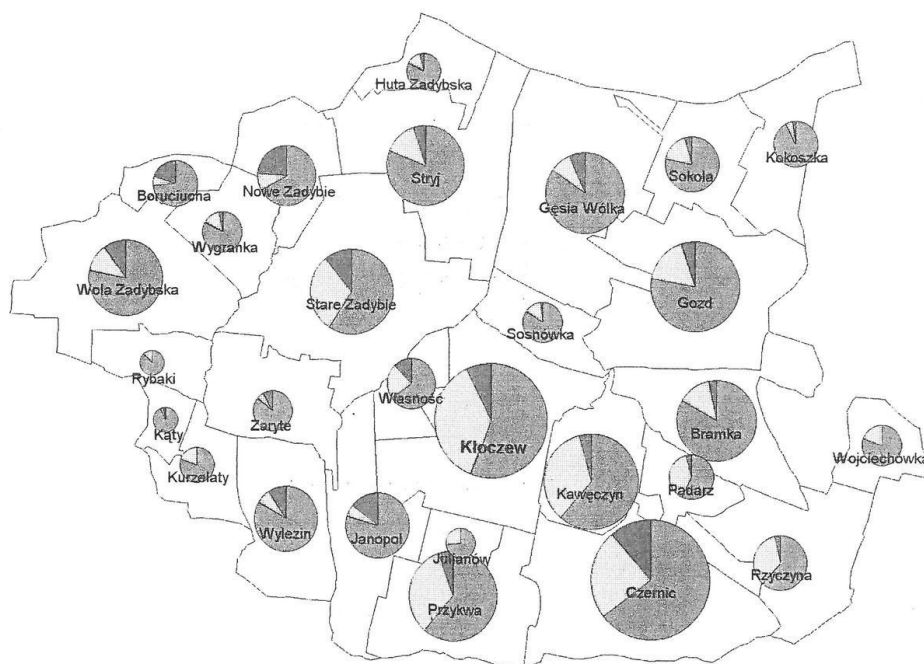 Huta Zadybska
Stryj
Kokoszka
Sokola
Nowe Zadybie
Boruciucha
Gęsia Wólka
Wygranka
Wola Zadybska
Stare Zadybie
Gozd
Sosnówka
Rybaki
Własność
Zaryte
Kąty
Bramka
Kłoczew
Wojciechówka
Kurzelaty
Kawęczyn
Padarz
Wylezin
Janopol
Julianów
Rzyczyna
Czernic
Przykwa